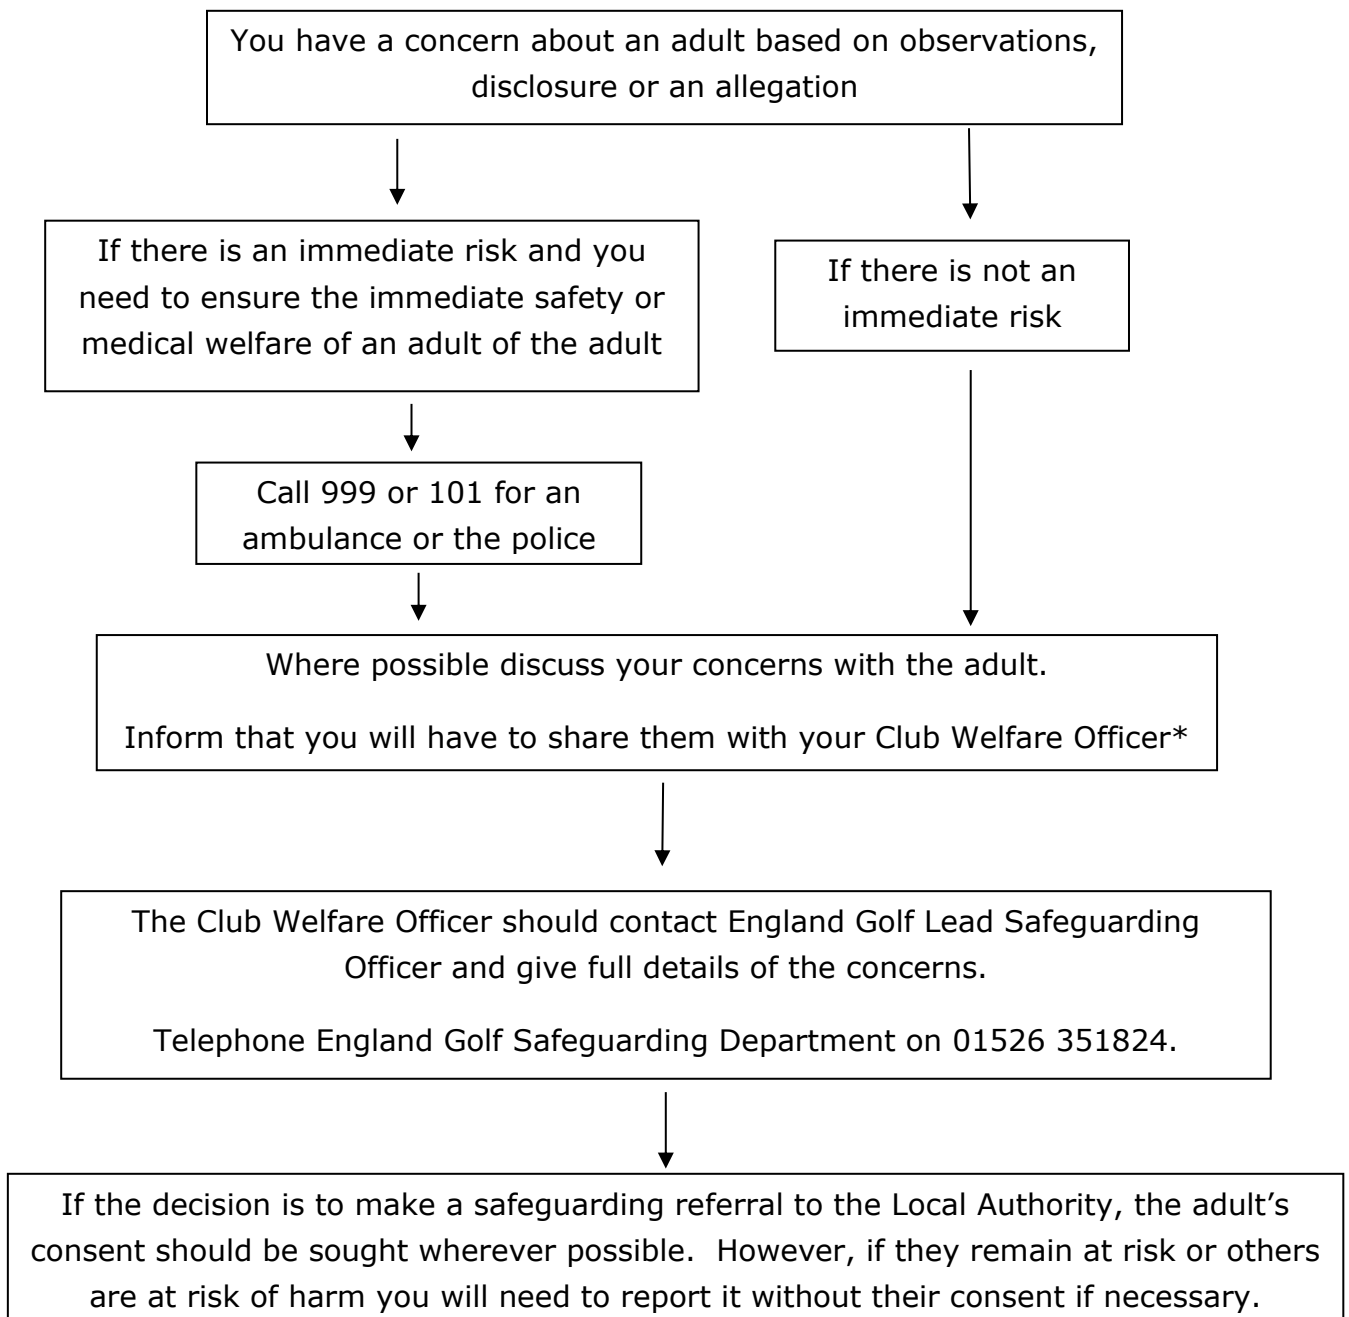 You have a concern about an adult based on observations,
disclosure or an allegation
If there is an immediate risk and you
need to ensure the immediate safety or
medical welfare of an adult of the adult
If there is not an
immediate risk
Call 999 or 101 for an
ambulance or the police
Where possible discuss your concerns with the adult.
Inform that you will have to share them with your Club Welfare Officer*
The Club Welfare Officer should contact England Golf Lead Safeguarding
Officer and give full details of the concerns.
Telephone England Golf Safeguarding Department on 01526 351824.
If the decision is to make a safeguarding referral to the Local Authority, the adult’s
consent should be sought wherever possible.  However, if they remain at risk or others
are at risk of harm you will need to report it without their consent if necessary.